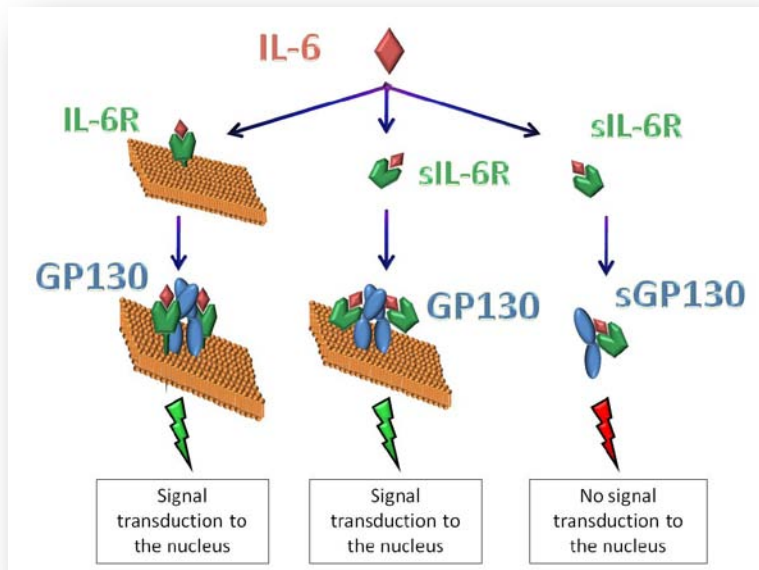 IL-6
IL-6R
sIL-6R
sIL-6R
GP130
GP130
sGP130
Signal
transduction to
the nucleus
Signal
transduction to
the nucleus
No signal
transduction to
the nucleus